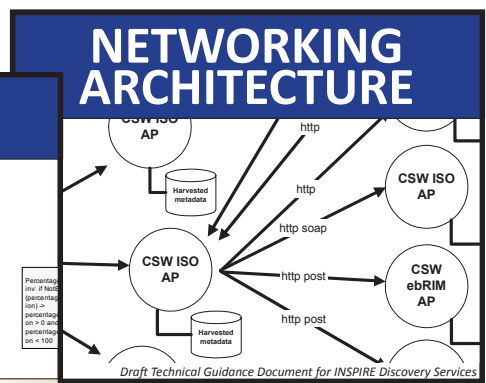 NETWORKING
ARCHITECTURE
CSW ISO
AP
http
Harvested
metadata
http
CSW ISO
AP
http soap
CSW ISO
AP
http post
CSW
ebRIM
AP
http post
Harvested
metadata
Percentag
inv: if NotE
(percentag
ion) ->
percentage
on > 0 and
percentage
on < 100
Draft Technical Guidance Document for INSPIRE Discovery Services